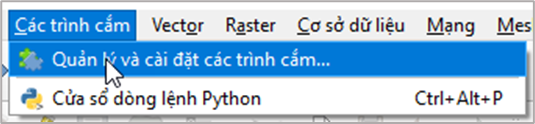 Các trình cắm Vector Raster Cơ sở dữ liệu Mạng Mes
Quản lý và cài đặt các trình cắm...
Cửa sổ dòng lệnh Python Ctrl+Alt+P